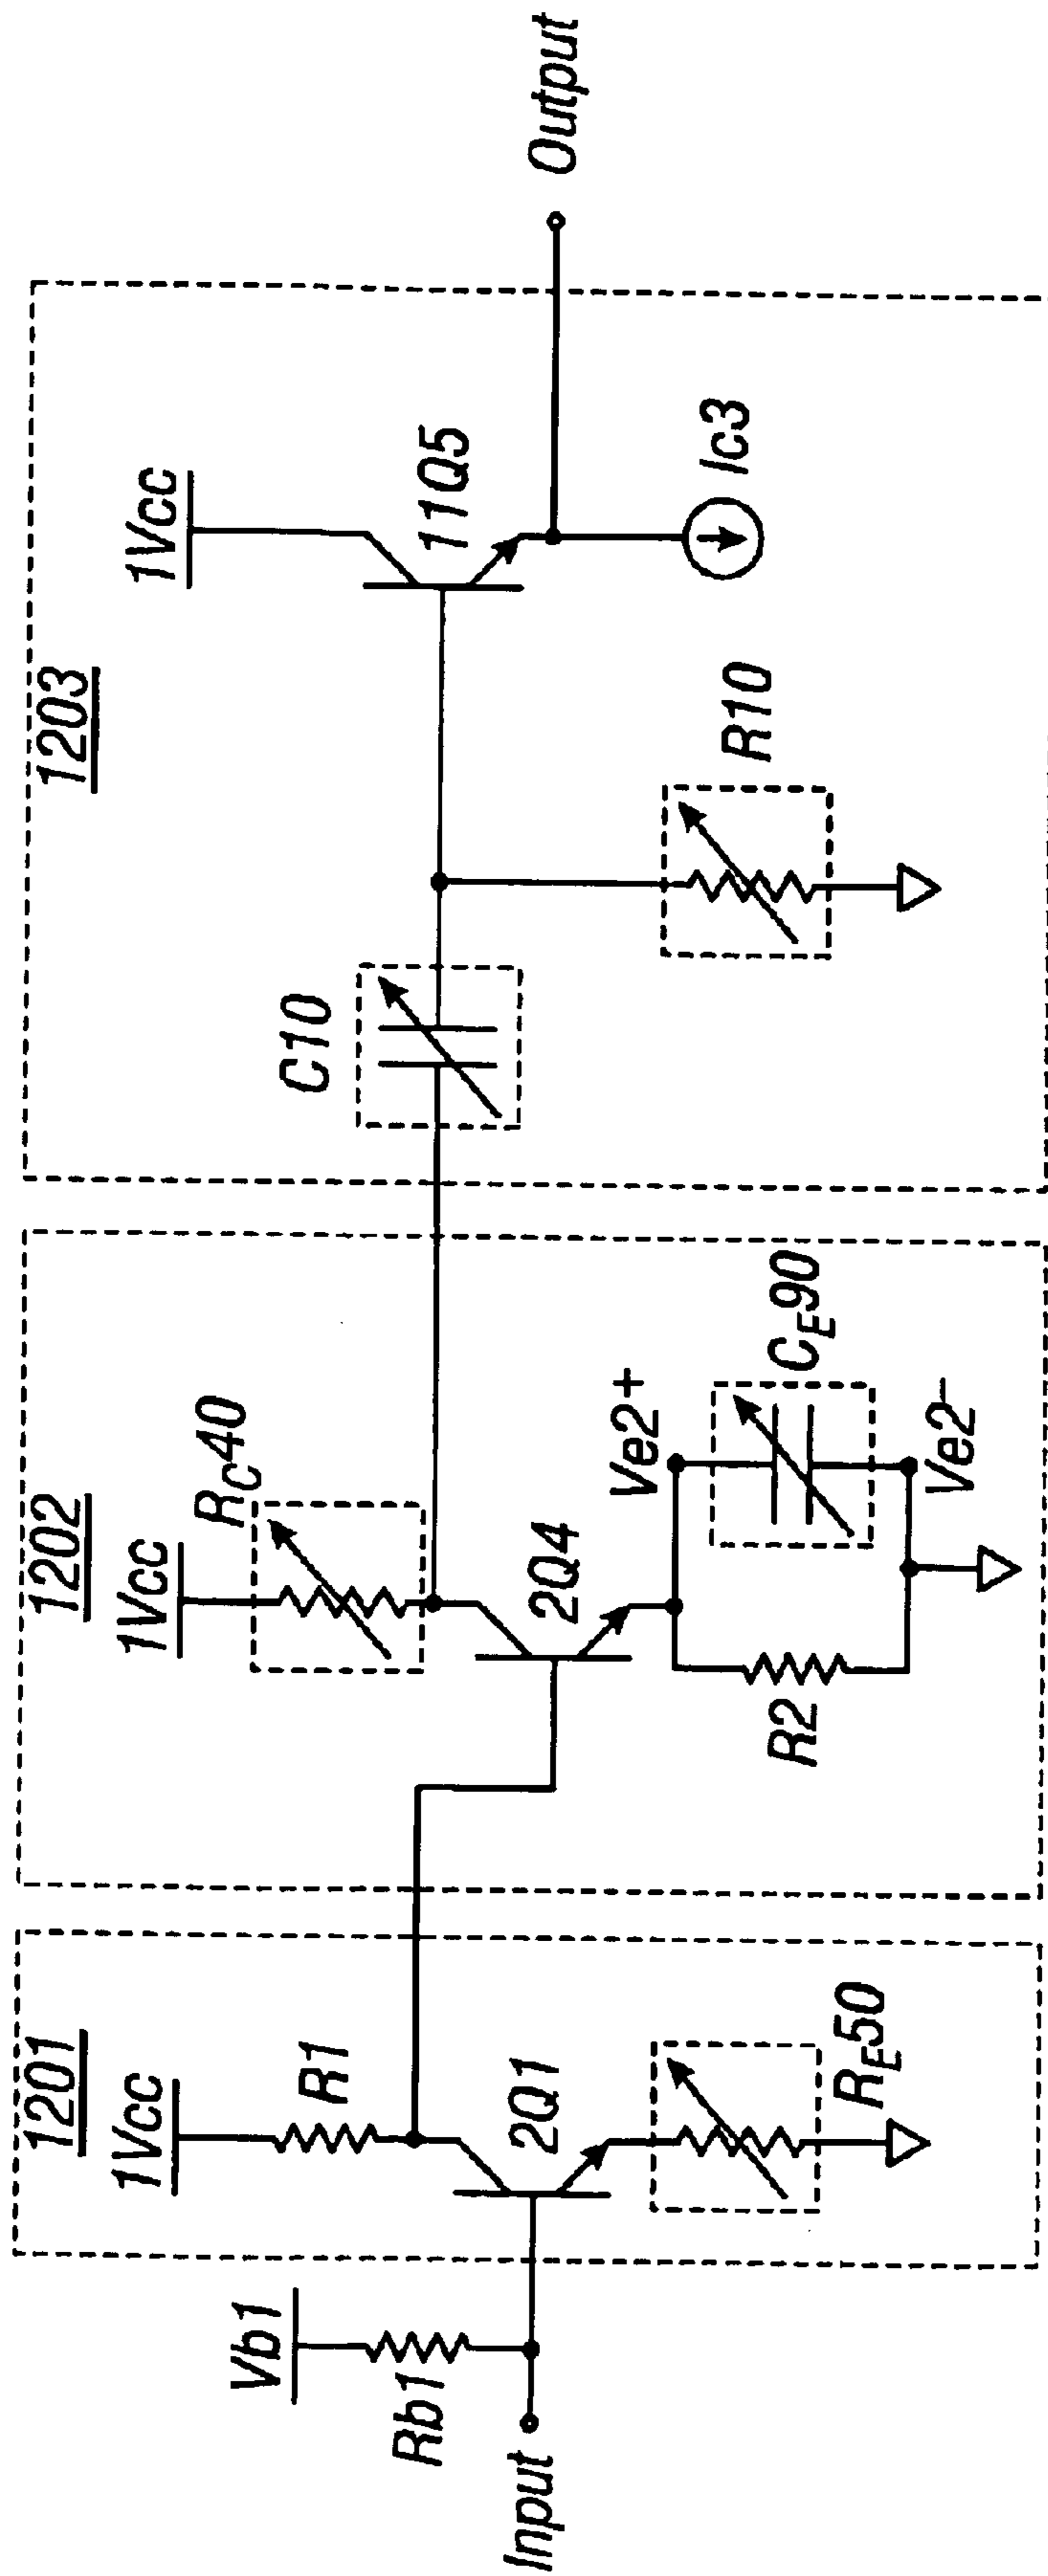 1201
1202
1203
1Vcc
1Vcc
1Vcc
Vb1
Rb1
Input
R1
2Q1
RE50
RC40
2Q4
R2
Ve2+
CE90
Ve2-
C10
R10
11Q5
Ic3
Output